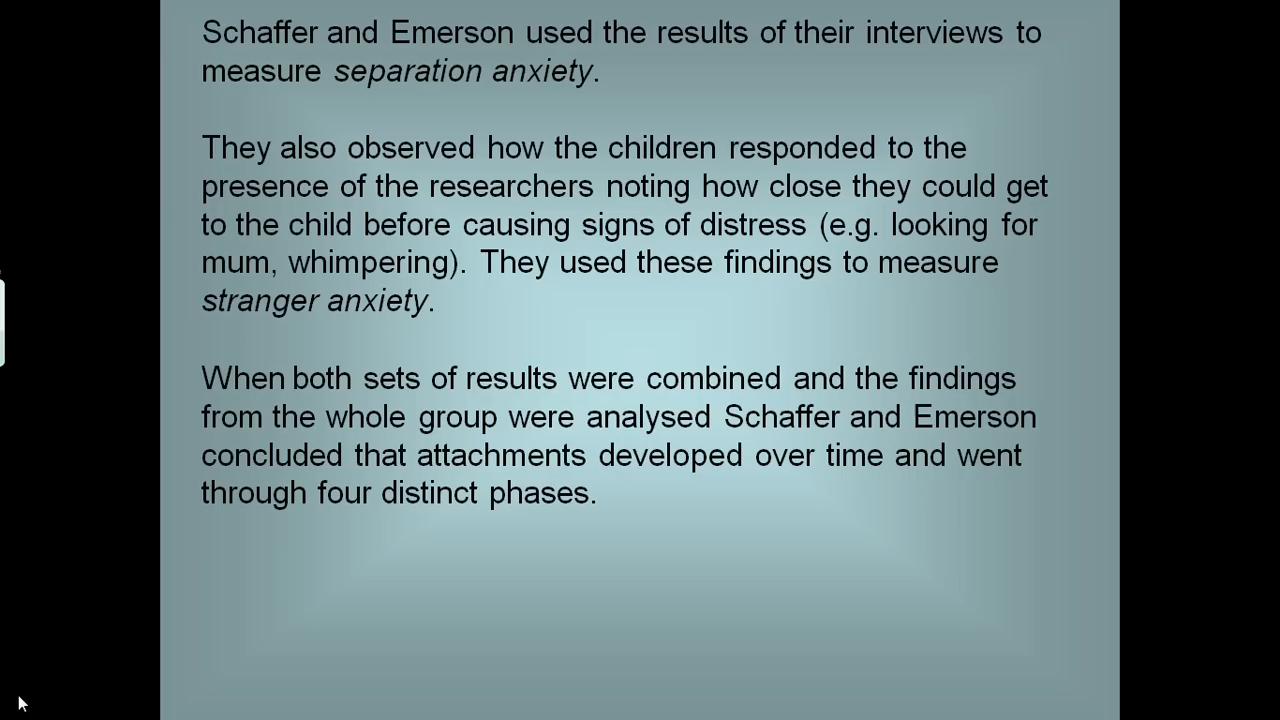 Schaffer and Emerson used the results of their interviews to
measure separation anxiety.
They also observed how the children responded to the
presence of the researchers noting how close they could get
to the child before causing signs of distress (e.g. looking for
mum, whimpering). They used these findings to measure
stranger anxiety.
When both sets of results were combined and the findings
from the whole group were analysed Schaffer and Emerson
concluded that attachments developed over time and went
through four distinct phases.